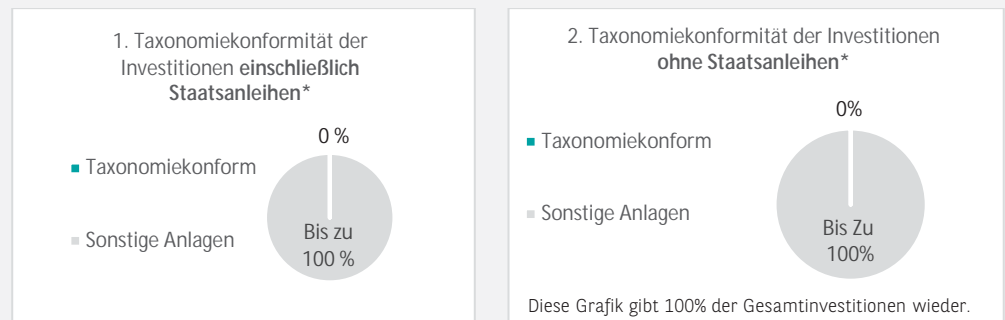 1. Taxonomiekonformität der
Investitionen einschließlich
Staatsanleihen*
0 %
Taxonomiekonform
Sonstige Anlagen
Bis zu
100 %
2. Taxonomiekonformität der Investitionen
ohne Staatsanleihen*
0%
Taxonomiekonform
Sonstige Anlagen
Bis Zu
100%
Diese Grafik gibt 100% der Gesamtinvestitionen wieder.